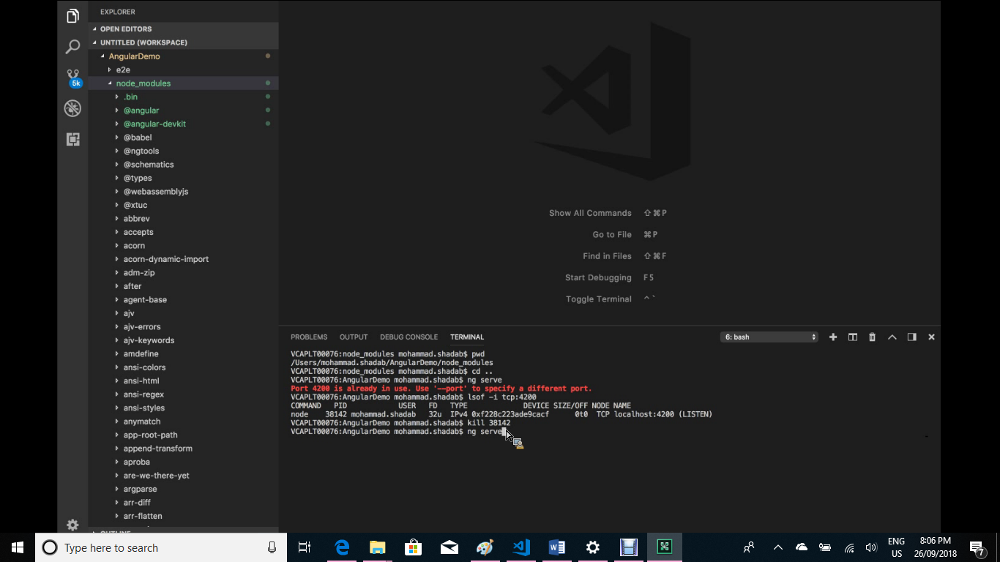 EXPLORER
OPEN EDITORS
UNTITLED (WORKSPACE)
AngularDemo
e2e
5k
node_modules
.bin
@angular
@angular-devkit
@babel
@ngtools
@schematics
@types
@webassemblyjs
@xtuc
abbrev
accepts
acorn
acorn-dynamic-import
adm-zip
after
agent-base
ajv
ajv-errors
ajv-keywords
amdefine
ansi-colors
ansi-html
ansi-regex
ansi-styles
anymatch
app-root-path
append-transform
aproba
are-we-there-yet
argparse
arr-diff
arr-flatten
OUTLINE
Show All Commands ⇧⌘P
Go to File ⌘P
Find in Files ⇧⌘F
Start Debugging F5
Toggle Terminal ⌃`
PROBLEMS OUTPUT DEBUG CONSOLE TERMINAL 6: bash
VCAPLT00076:node_modules mohammad.shadab$ pwd
/Users/mohammad.shadab/AngularDemo/node_modules
VCAPLT00076:node_modules mohammad.shadab$ cd ..
VCAPLT00076:AngularDemo mohammad.shadab$ ng serve
Port 4200 is already in use. Use '--port' to specify a different port.
VCAPLT00076:AngularDemo mohammad.shadab$ lsof -i tcp:4200
COMMAND PID USER FD TYPE DEVICE SIZE/OFF NODE NAME
node 38142 mohammad.shadab 32u IPv4 0xf228c223ade9cacf 0t0 TCP localhost:4200 (LISTEN)
VCAPLT00076:AngularDemo mohammad.shadab$ kill 38142
VCAPLT00076:AngularDemo mohammad.shadab$ ng serve
Type here to search
ENG
US
8:06 PM
26/09/2018
7